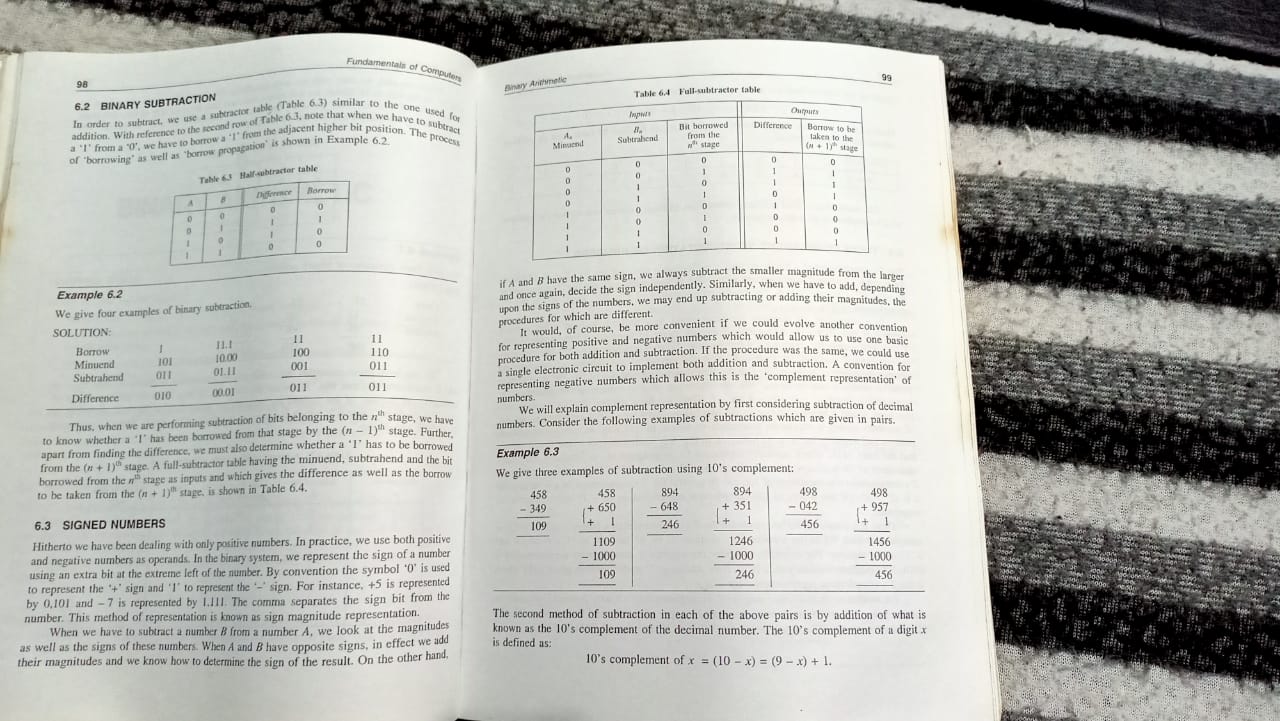 98
Fundamentals of Computers
6.2 BINARY SUBTRACTION
In order to subtract, we use a subtractor table (Table 6.3) similar to the one used for
addition. With reference to the second row of Table 6.3, note that when we have to subtract
a '1' from a '0', we have to borrow a '1' from the adjacent higher bit position. The process
of 'borrowing' as well as 'borrow propagation' is shown in Example 6.2.
Table 6.3 Half-subtractor table
A B Difference Borrow
0 0 0 0
0 1 1 1
1 0 1 0
1 1 0 0
Example 6.2
We give four examples of binary subtraction.
SOLUTION:
Borrow 1 11.1 11 11
Minuend 101 10.00 100 110
Subtrahend 011 01.11 001 011
Difference 010 00.01 011 011
Thus, when we are performing subtraction of bits belonging to the nth stage, we have
to know whether a '1' has been borrowed from that stage by the (n – 1)th stage. Further,
apart from finding the difference, we must also determine whether a '1' has to be borrowed
from the (n + 1)th stage. A full-subtractor table having the minuend, subtrahend and the bit
borrowed from the nth stage as inputs and which gives the difference as well as the borrow
to be taken from the (n + 1)th stage, is shown in Table 6.4.
6.3 SIGNED NUMBERS
Hitherto we have been dealing with only positive numbers. In practice, we use both positive
and negative numbers as operands. In the binary system, we represent the sign of a number
using an extra bit at the extreme left of the number. By convention the symbol '0' is used
to represent the '+' sign and '1' to represent the '–' sign. For instance, +5 is represented
by 0,101 and – 7 is represented by 1,111. The comma separates the sign bit from the
number. This method of representation is known as sign magnitude representation.
When we have to subtract a number B from a number A, we look at the magnitudes
as well as the signs of these numbers. When A and B have opposite signs, in effect we add
their magnitudes and we know how to determine the sign of the result. On the other hand,
Binary Arithmetic
99
Table 6.4 Full-subtractor table
Inputs Outputs
An Minuend
Bn Subtrahend
Bit borrowed from the nth stage
Difference
Borrow to be taken to the (n + 1)th stage
0 0 0 0 0
0 0 1 1 1
0 1 0 1 1
0 1 1 0 1
1 0 0 1 0
1 0 1 0 0
1 1 0 0 0
1 1 1 1 1
if A and B have the same sign, we always subtract the smaller magnitude from the larger
and once again, decide the sign independently. Similarly, when we have to add, depending
upon the signs of the numbers, we may end up subtracting or adding their magnitudes, the
procedures for which are different.
It would, of course, be more convenient if we could evolve another convention
for representing positive and negative numbers which would allow us to use one basic
procedure for both addition and subtraction. If the procedure was the same, we could use
a single electronic circuit to implement both addition and subtraction. A convention for
representing negative numbers which allows this is the 'complement representation' of
numbers.
We will explain complement representation by first considering subtraction of decimal
numbers. Consider the following examples of subtractions which are given in pairs.
Example 6.3
We give three examples of subtraction using 10's complement:
458 458 894 894 498 498
– 349 + 650 – 648 + 351 – 042 + 957
109 + 1 246 + 1 456 + 1
1109 1246 1456
– 1000 – 1000 – 1000
109 246 456
The second method of subtraction in each of the above pairs is by addition of what is
known as the 10's complement of the decimal number. The 10's complement of a digit x
is defined as:
10's complement of x = (10 – x) = (9 – x) + 1.